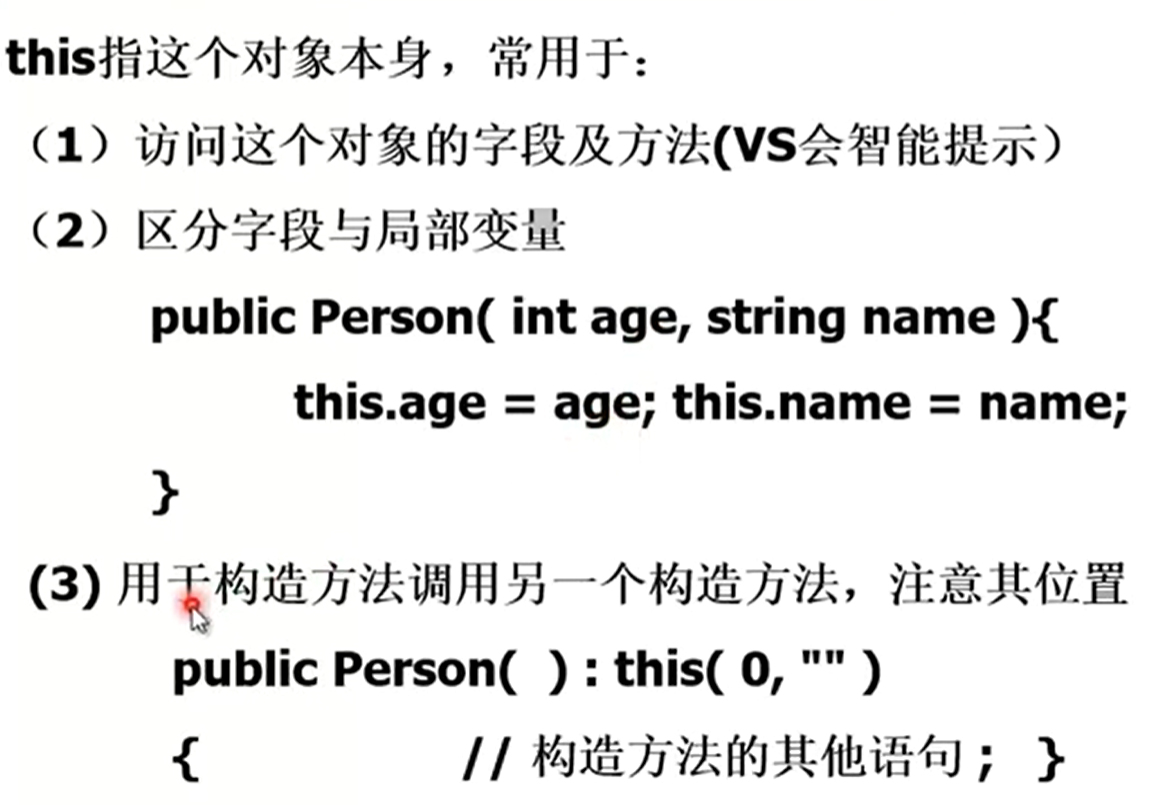 this指这个对象本身，常用于：
（1）访问这个对象的字段及方法(VS会智能提示）
（2）区分字段与局部变量
public Person( int age, string name ){
this.age = age; this.name = name;
}
(3) 用于构造方法调用另一个构造方法，注意其位置
public Person(  ) : this( 0, "" )
{ // 构造方法的其他语句； }